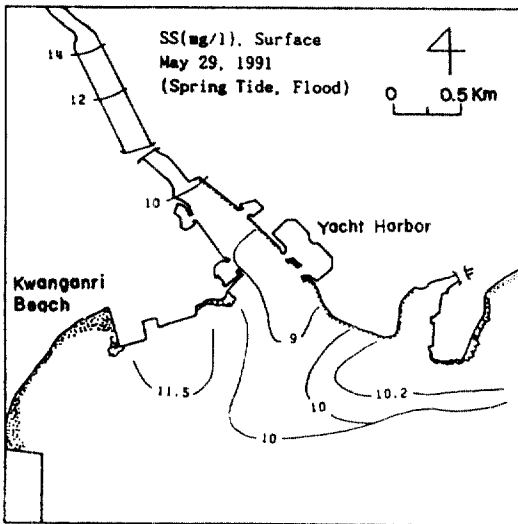 SS(mg/l), Surface
May 29, 1991
(Spring Tide, Flood)
4
0 0.5 Km
14
12
10
Yacht Harbor
Kwanganri
Beach
9
11.5
10.2
10
10